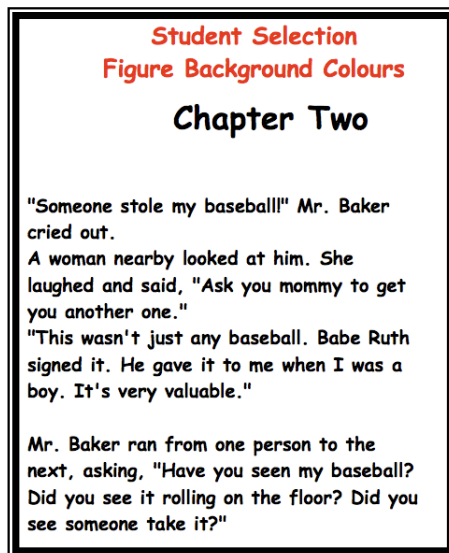 Student Selection
Figure Background Colours
Chapter Two
"Someone stole my baseball!" Mr. Baker
cried out.
A woman nearby looked at him. She
laughed and said, "Ask you mommy to get
you another one."
"This wasn't just any baseball. Babe Ruth
signed it. He gave it to me when I was a
boy. It's very valuable."
Mr. Baker ran from one person to the
next, asking, "Have you seen my baseball?
Did you see it rolling on the floor? Did you
see someone take it?"